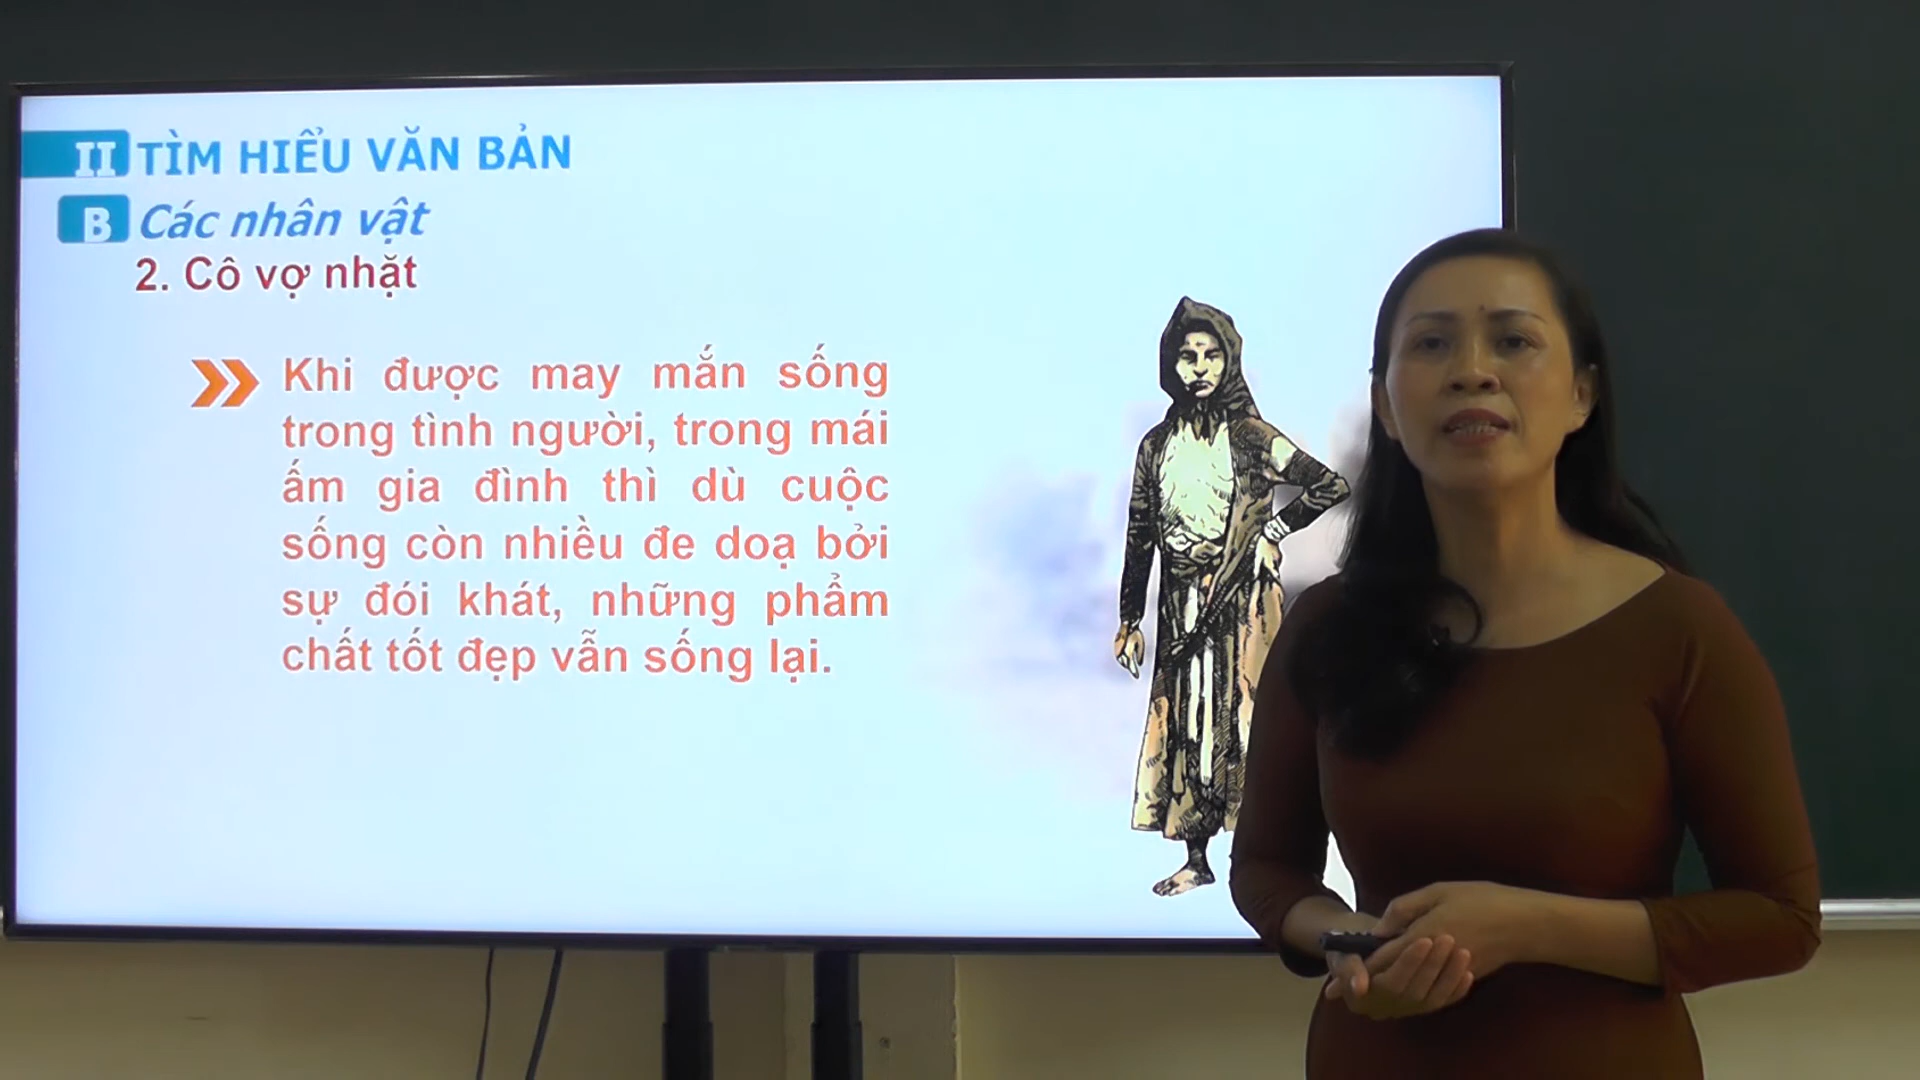 II TÌM HIỂU VĂN BẢN
B Các nhân vật
2. Cô vợ nhặt
Khi được may mắn sống
trong tình người, trong mái
ấm gia đình thì dù cuộc
sống còn nhiều đe doạ bởi
sự đói khát, những phẩm
chất tốt đẹp vẫn sống lại.